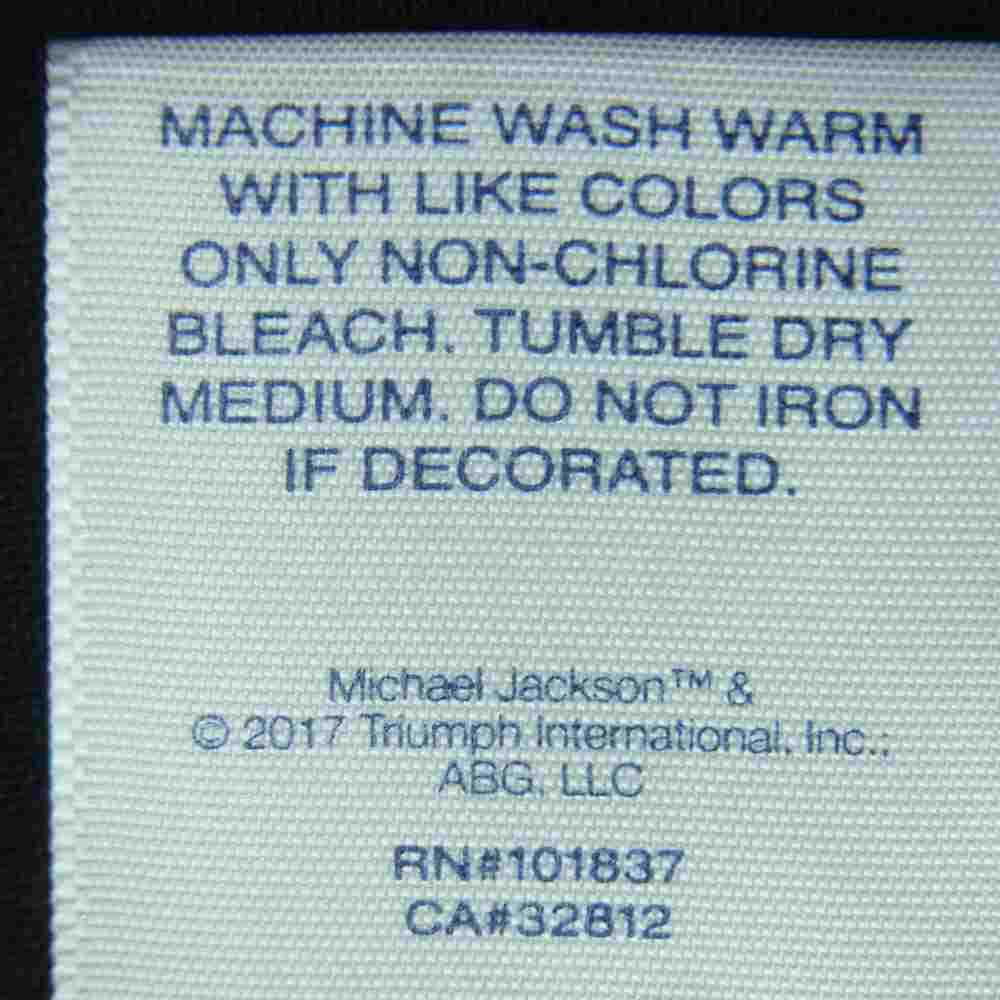 MACHINE WASH WARM
WITH LIKE COLORS
ONLY NON-CHLORINE
BLEACH. TUMBLE DRY
MEDIUM. DO NOT IRON
IF DECORATED.
Michael Jackson™ &
© 2017 Triumph International, Inc.;
ABG, LLC
RN#101837
CA#32812